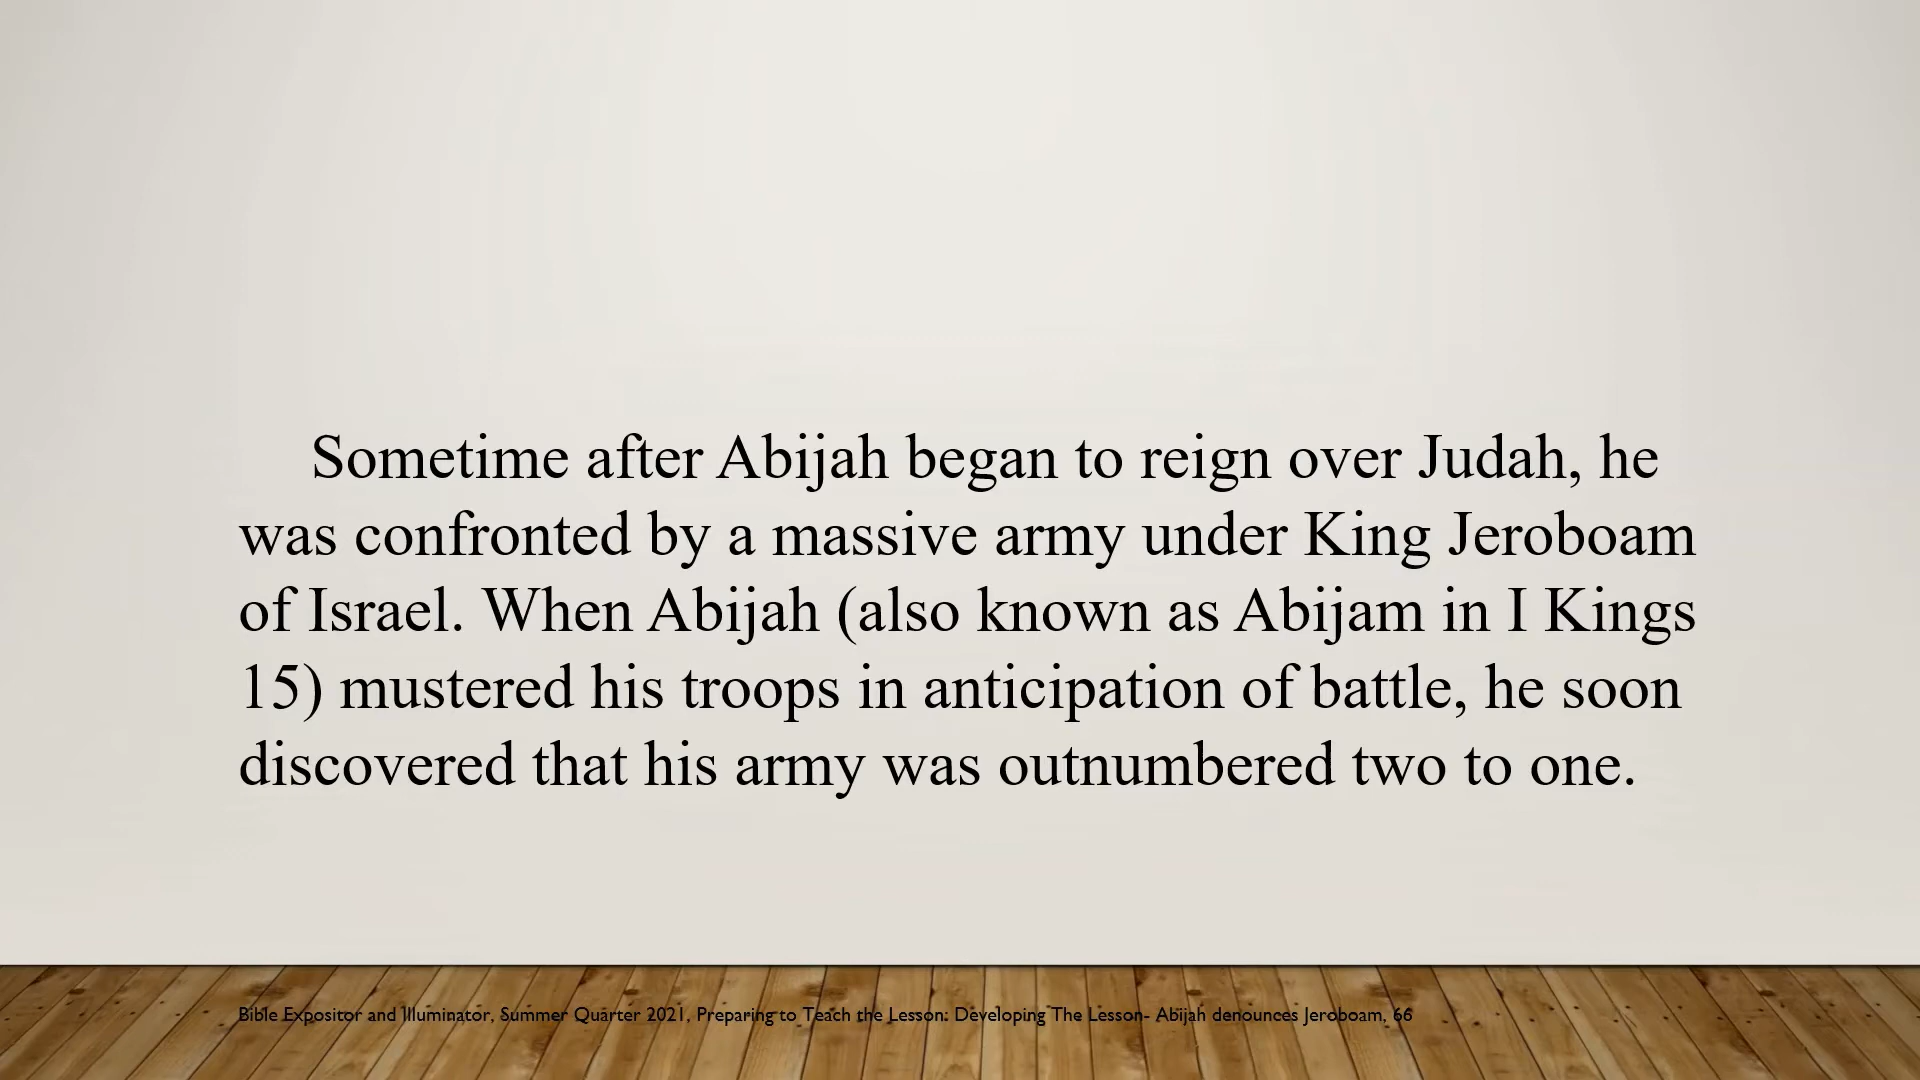 Sometime after Abijah began to reign over Judah, he
was confronted by a massive army under King Jeroboam
of Israel. When Abijah (also known as Abijam in I Kings
15) mustered his troops in anticipation of battle, he soon
discovered that his army was outnumbered two to one.
Bible Expositor and Illuminator, Summer Quarter 2021, Preparing to Teach the Lesson: Developing The Lesson- Abijah denounces Jeroboam, 66